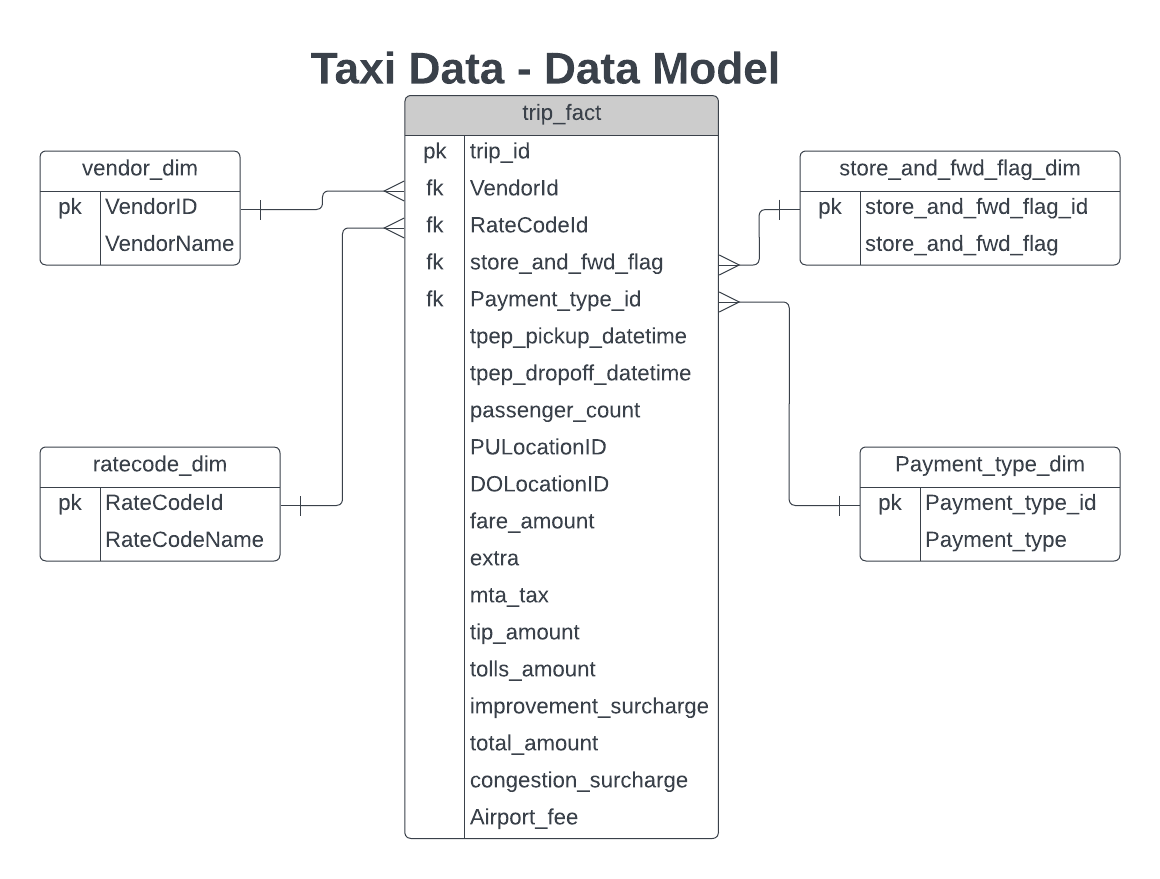 Taxi Data - Data Model
trip_fact
pk trip_id
fk VendorId
fk RateCodeId
fk store_and_fwd_flag
fk Payment_type_id
tpep_pickup_datetime
tpep_dropoff_datetime
passenger_count
PULocationID
DOLocationID
fare_amount
extra
mta_tax
tip_amount
tolls_amount
improvement_surcharge
total_amount
congestion_surcharge
Airport_fee
vendor_dim
pk VendorID
VendorName
ratecode_dim
pk RateCodeId
RateCodeName
store_and_fwd_flag_dim
pk store_and_fwd_flag_id
store_and_fwd_flag
Payment_type_dim
pk Payment_type_id
Payment_type